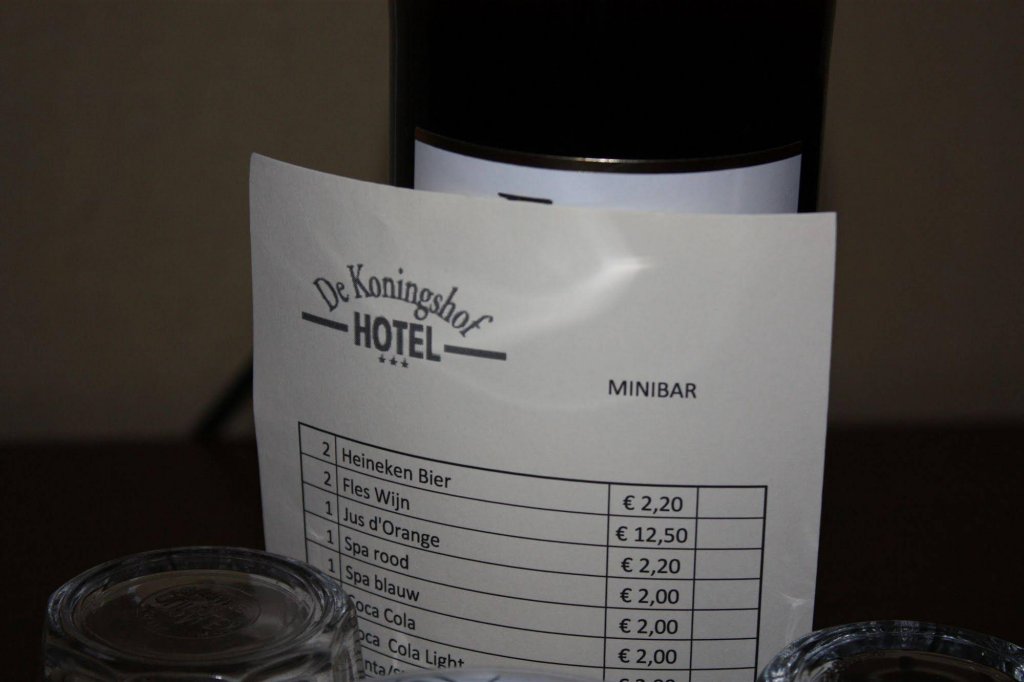 De Koningshof
HOTEL
MINIBAR
2 Heineken Bier € 2,20
2 Fles Wijn € 12,50
1 Jus d'Orange € 2,20
1 Spa rood € 2,00
1 Spa blauw € 2,00
Coca Cola € 2,00
Cola Light